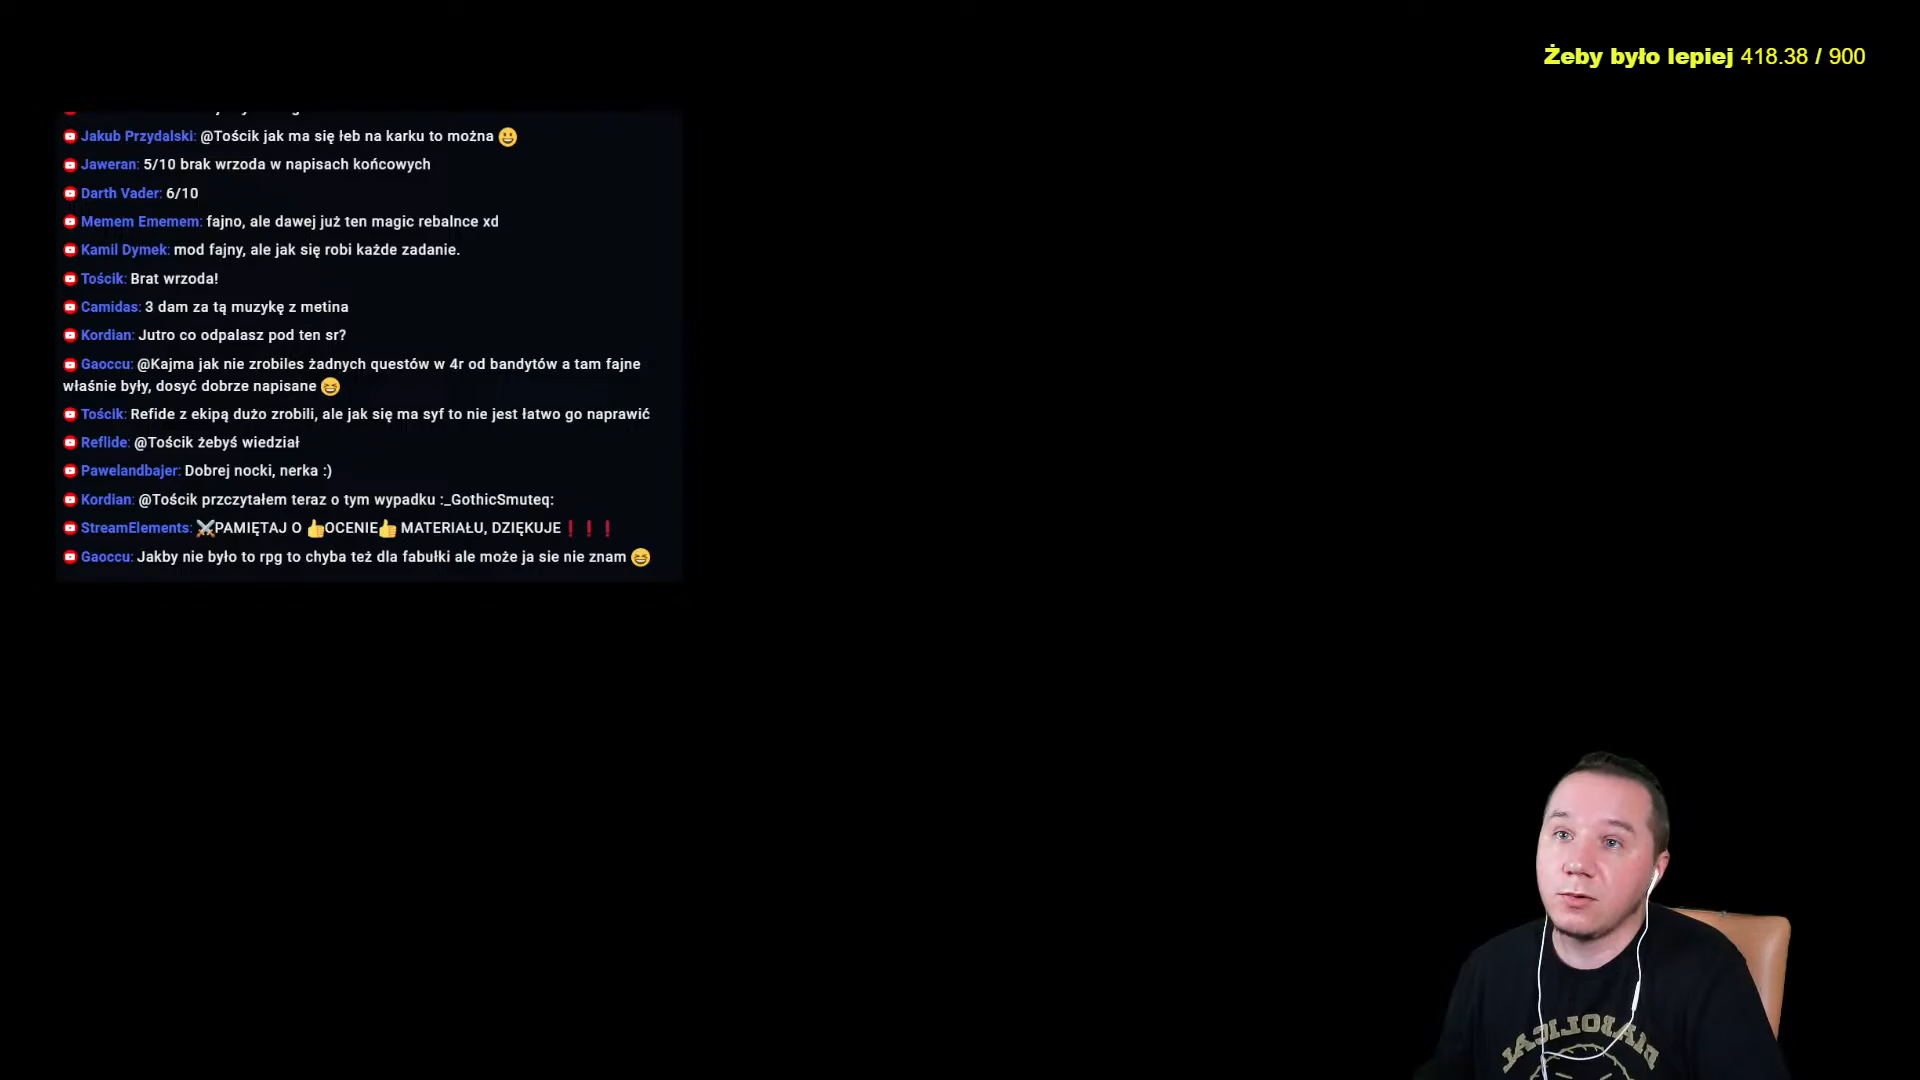 Żeby było lepiej 418.38 / 900
Jakub Przydalski: @Tościk jak ma się łeb na karku to można 😀
Jaweran: 5/10 brak wrzoda w napisach końcowych
Darth Vader: 6/10
Memem Ememem: fajno, ale dawej już ten magic rebalnce xd
Kamil Dymek: mod fajny, ale jak się robi każde zadanie.
Tościk: Brat wrzoda!
Camidas: 3 dam za tą muzykę z metina
Kordian: Jutro co odpalasz pod ten sr?
Gaoccu: @Kajma jak nie zrobiles żadnych questów w 4r od bandytów a tam fajne
właśnie były, dosyć dobrze napisane 😆
Tościk: Refide z ekipą dużo zrobili, ale jak się ma syf to nie jest łatwo go naprawić
Reflide: @Tościk żebyś wiedział
Pawelandbajer: Dobrej nocki, nerka :)
Kordian: @Tościk przczytałem teraz o tym wypadku :_GothicSmuteq:
StreamElements: ⚔️PAMIĘTAJ O 👍OCENIE👍 MATERIAŁU, DZIĘKUJE❗❗❗
Gaoccu: Jakby nie było to rpg to chyba też dla fabułki ale może ja sie nie znam 😆
DIABOLICAL